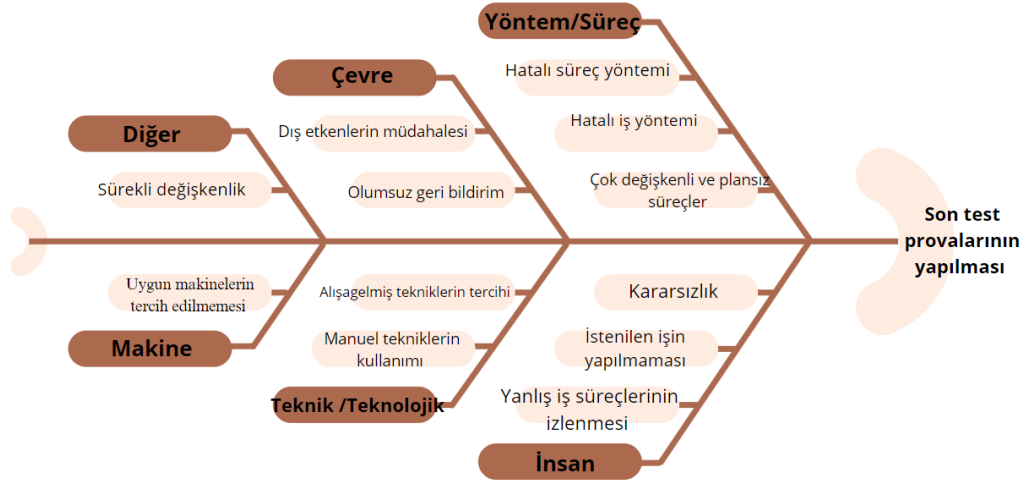 Yöntem/Süreç
Hatalı süreç yöntemi
Hatalı iş yöntemi
Çok değişkenli ve plansız
süreçler
Çevre
Dış etkenlerin müdahalesi
Olumsuz geri bildirim
Diğer
Sürekli değişkenlik
Son test
provalarının
yapılması
Uygun makinelerin
tercih edilmemesi
Makine
Alışagelmiş tekniklerin tercihi
Manuel tekniklerin
kullanımı
Teknik /Teknolojik
Kararsızlık
İstenilen işin
yapılmaması
Yanlış iş süreçlerinin
izlenmesi
İnsan